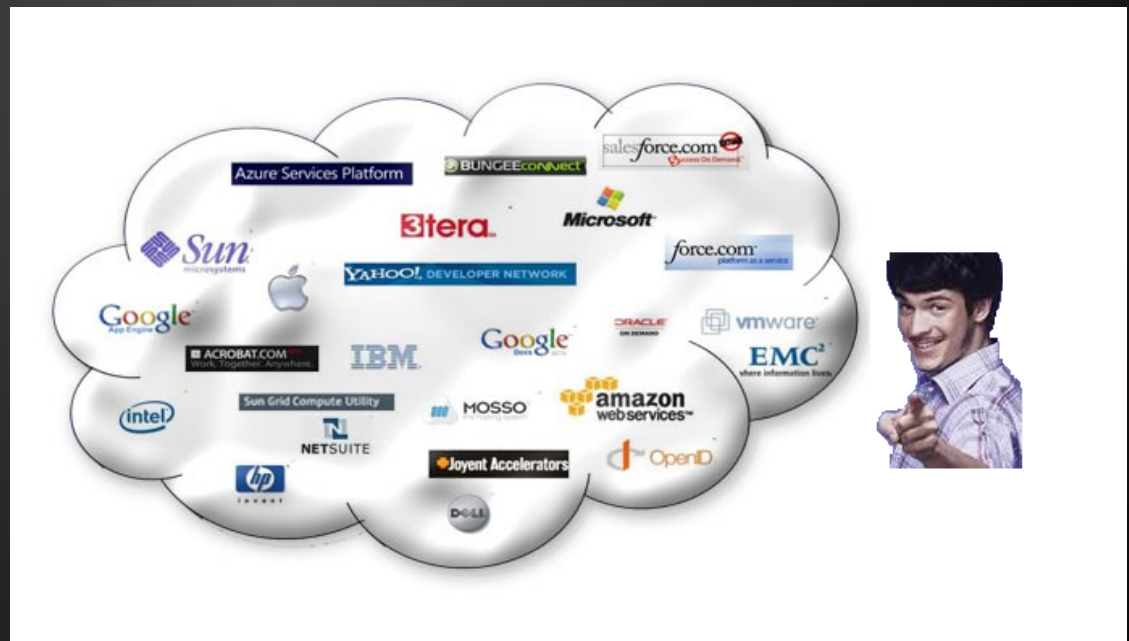 Azure Services Platform
BUNGEEconnect
salesforce.com
Success On Demand
3tera
Microsoft
Sun
microsystems
force.com
platform as a service
YAHOO! DEVELOPER NETWORK
Google
App Engine
ORACLE
ON DEMAND
vmware
ACROBAT.COM
Work. Together. Anywhere.
IBM
Google
Docs BETA
EMC²
where information lives
intel
Sun Grid Compute Utility
MOSSO
amazon
webservices™
NETSUITE
Joyent Accelerators
OpenID
hp
invent
DELL